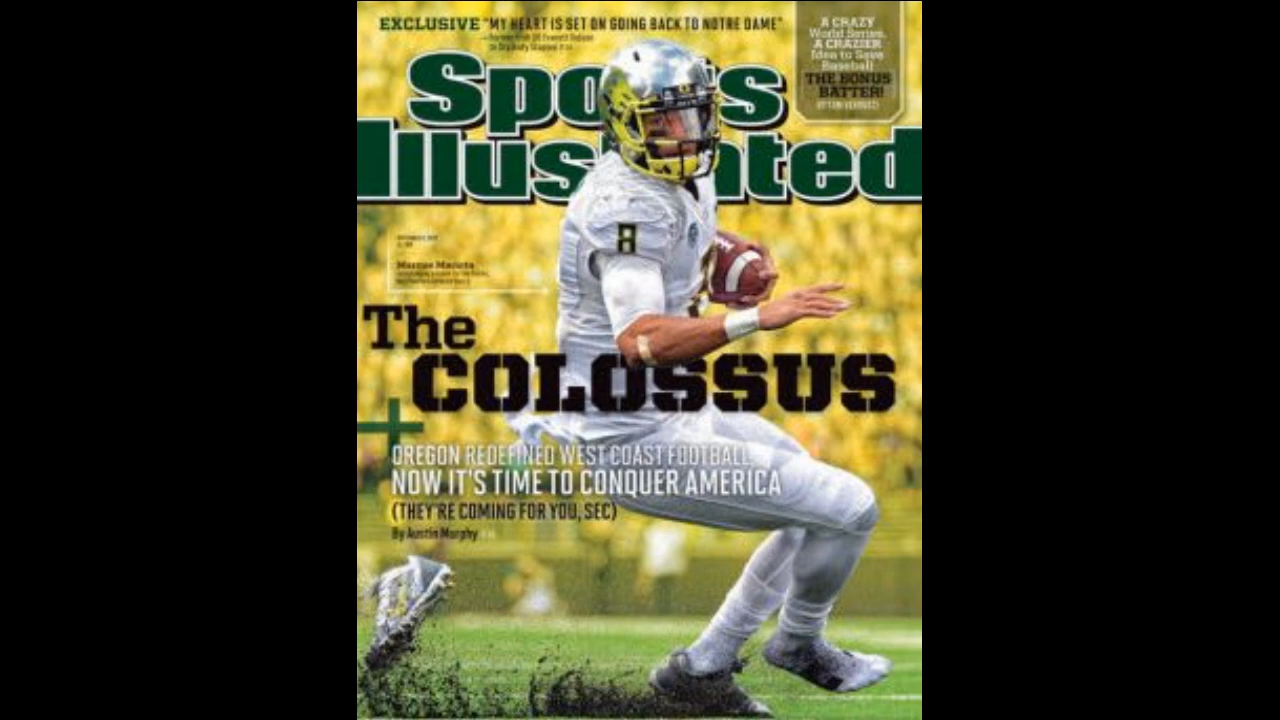 EXCLUSIVE "MY HEART IS SET ON GOING BACK TO NOTRE DAME"
A CRAZY
World Series,
A CRAZIER
Idea to Save
Baseball
THE BONUS
BATTER!
Sports
Illustrated
8
Marcus Mariota
The
COLOSSUS
+
OREGON REDEFINED WEST COAST FOOTBALL.
NOW IT'S TIME TO CONQUER AMERICA
(THEY'RE COMING FOR YOU, SEC)
By Austin Murphy